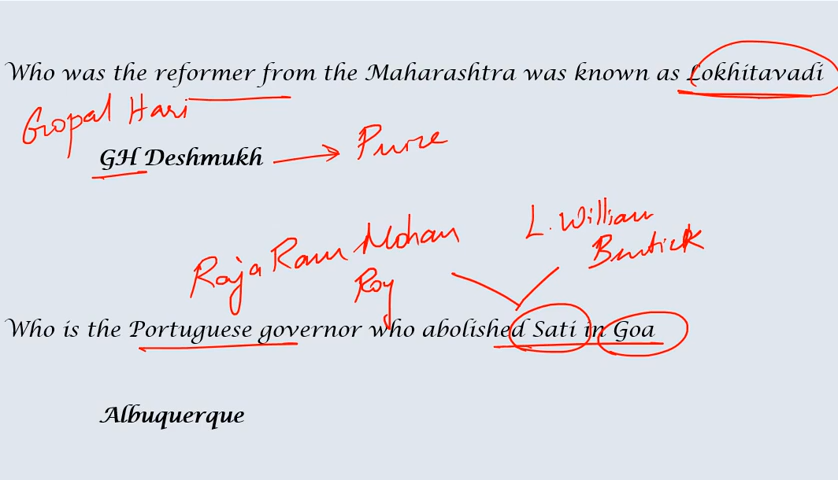 Who was the reformer from the Maharashtra was known as Lokhitavadi
Gopal Hari
GH Deshmukh
Pune
L. William
Bentick
Raja Ram Mohan
Roy
Who is the Portuguese governor who abolished Sati in Goa
Albuquerque